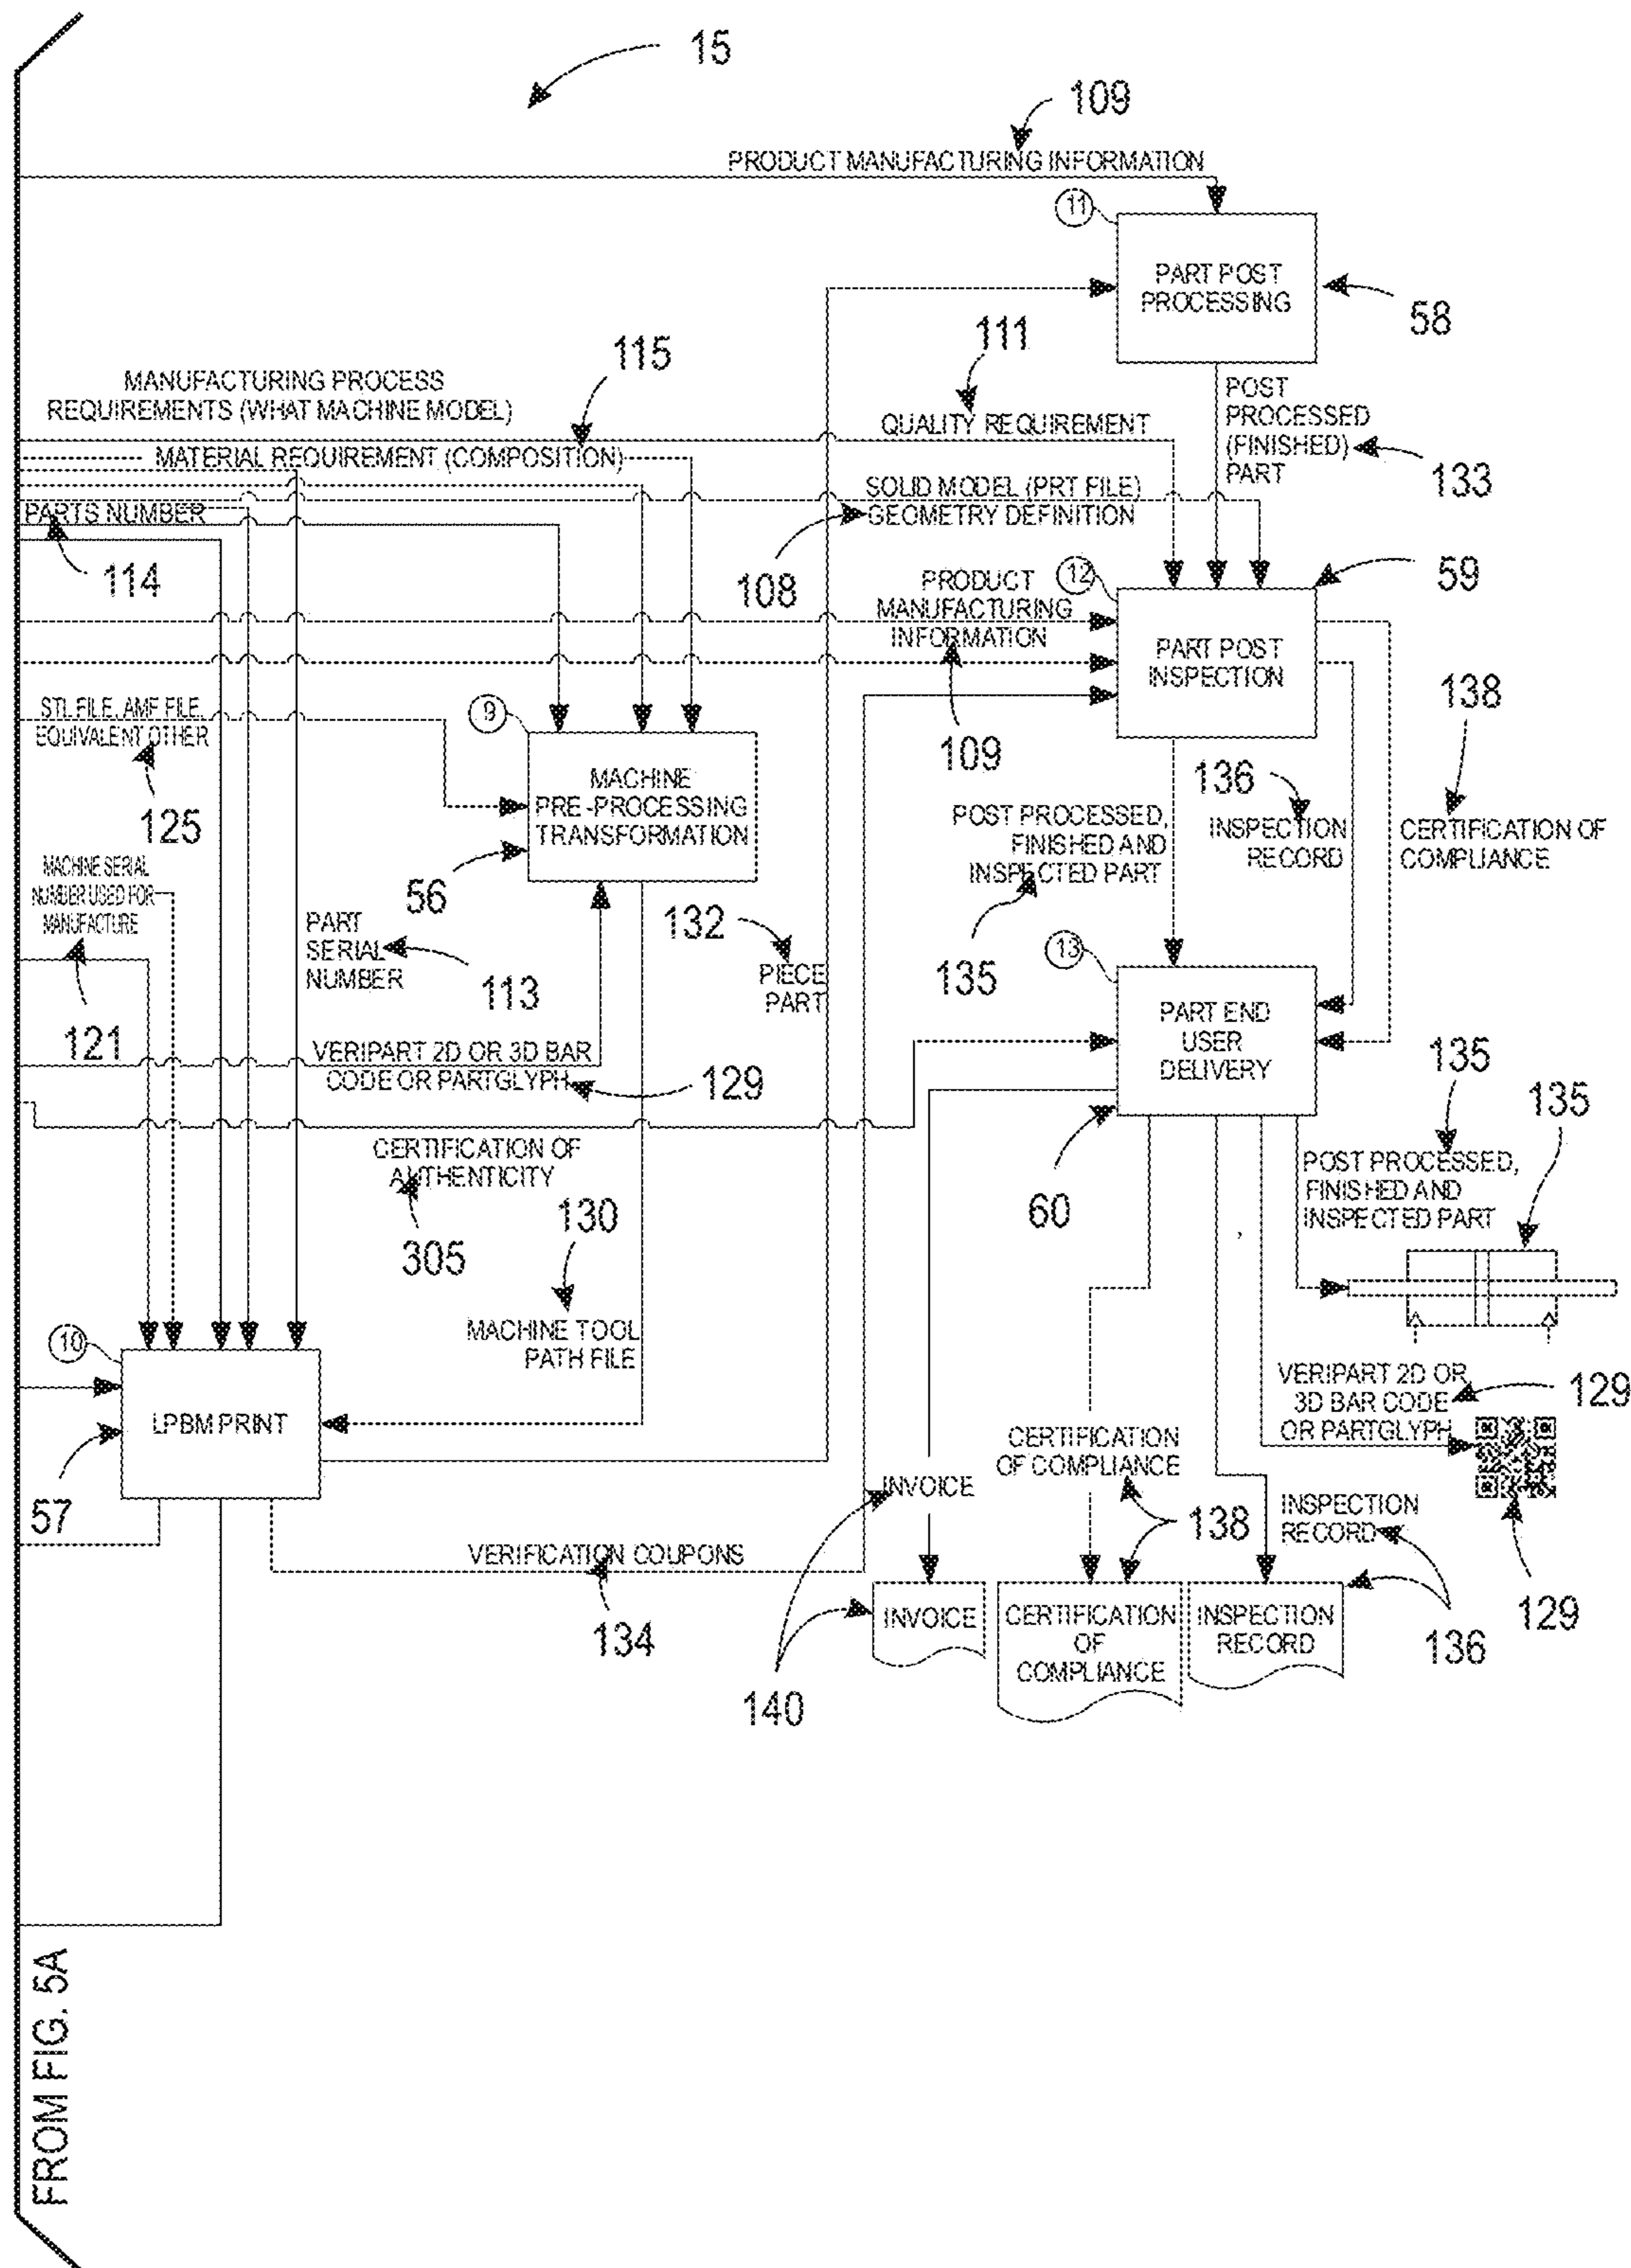 15
109
PRODUCT MANUFACTURING INFORMATION
11
PART POST
PROCESSING
58
111
115
MANUFACTURING PROCESS
REQUIREMENTS (WHAT MACHINE MODEL)
QUALITY REQUIREMENT
POST
PROCESSED
(FINISHED)
PART
133
MATERIAL REQUIREMENT (COMPOSITION)
SOLID MODEL (PRT FILE)
GEOMETRY DEFINITION
108
PARTS NUMBER
114
PRODUCT
MANUFACTURING
INFORMATION
109
12
59
PART POST
INSPECTION
138
STL FILE, AMF FILE,
EQUIVALENT OTHER
125
9
MACHINE
PRE-PROCESSING
TRANSFORMATION
56
136
INSPECTION
RECORD
CERTIFICATION OF
COMPLIANCE
POST PROCESSED,
FINISHED AND
INSPECTED PART
135
MACHINE SERIAL
NUMBER USED FOR
MANUFACTURE
121
PART
SERIAL
NUMBER
113
132
PIECE
PART
13
PART END
USER
DELIVERY
60
VERIPART 2D OR 3D BAR
CODE OR PARTGLYPH
129
CERTIFICATION OF
AUTHENTICITY
305
135
POST PROCESSED,
FINISHED AND
INSPECTED PART
135
130
MACHINE TOOL
PATH FILE
10
LPBM PRINT
57
VERIPART 2D OR
3D BAR CODE
OR PARTGLYPH
129
129
CERTIFICATION
OF COMPLIANCE
138
INVOICE
INSPECTION
RECORD
136
VERIFICATION COUPONS
134
INVOICE
140
CERTIFICATION
OF
COMPLIANCE
INSPECTION
RECORD
FROM FIG. 5A